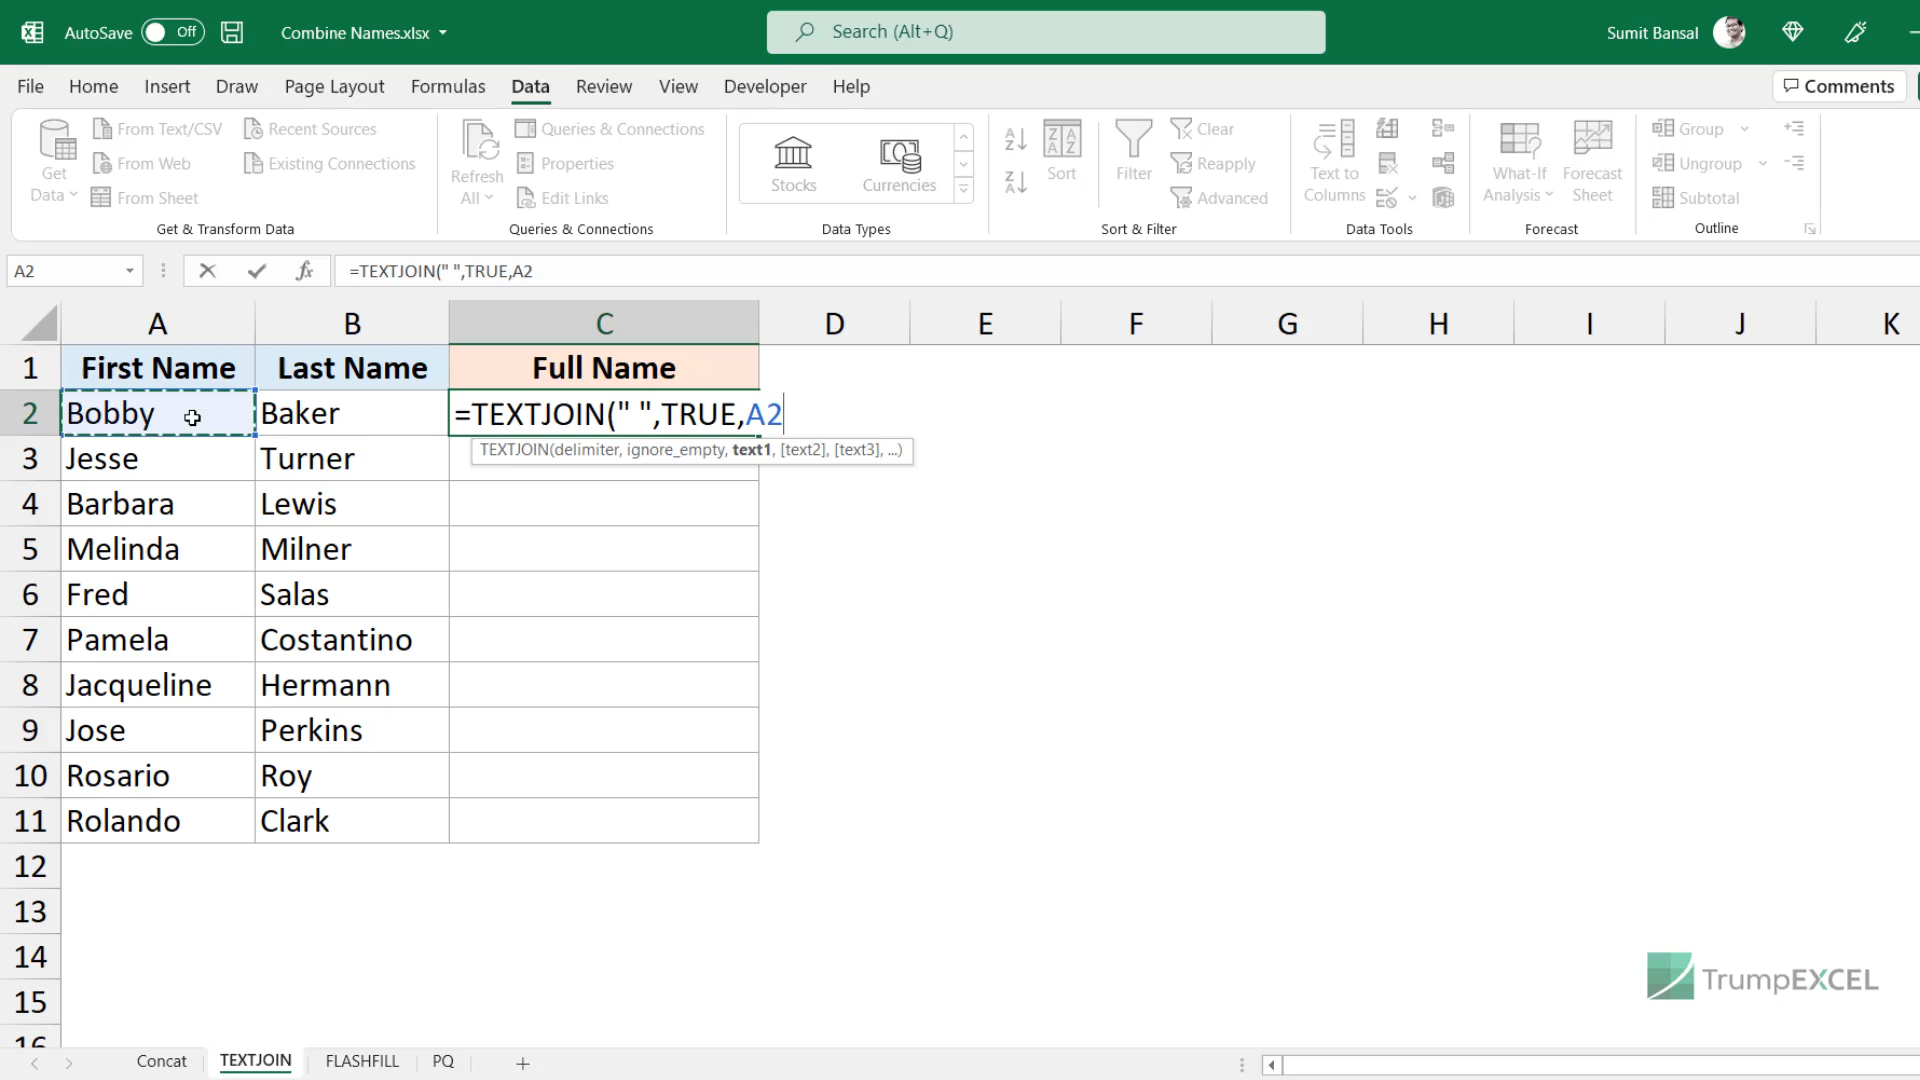 AutoSave Off Combine Names.xlsx Search (Alt+Q) Sumit Bansal
File Home Insert Draw Page Layout Formulas Data Review View Developer Help Comments
Get Data
From Text/CSV
From Web
From Sheet
Recent Sources
Existing Connections
Get & Transform Data
Refresh All
Queries & Connections
Properties
Edit Links
Queries & Connections
Stocks Currencies
Data Types
Sort
Filter
Clear
Reapply
Advanced
Sort & Filter
Text to Columns
Data Tools
What-If Analysis
Forecast Sheet
Forecast
Group
Ungroup
Subtotal
Outline
A2 fx =TEXTJOIN(" ",TRUE,A2
A B C D E F G H I J K
1 First Name Last Name Full Name
2 Bobby Baker =TEXTJOIN(" ",TRUE,A2
TEXTJOIN(delimiter, ignore_empty, text1, [text2], [text3], ...)
3 Jesse Turner
4 Barbara Lewis
5 Melinda Milner
6 Fred Salas
7 Pamela Costantino
8 Jacqueline Hermann
9 Jose Perkins
10 Rosario Roy
11 Rolando Clark
12
13
14
15
16
TrumpEXCEL
Concat TEXTJOIN FLASHFILL PQ